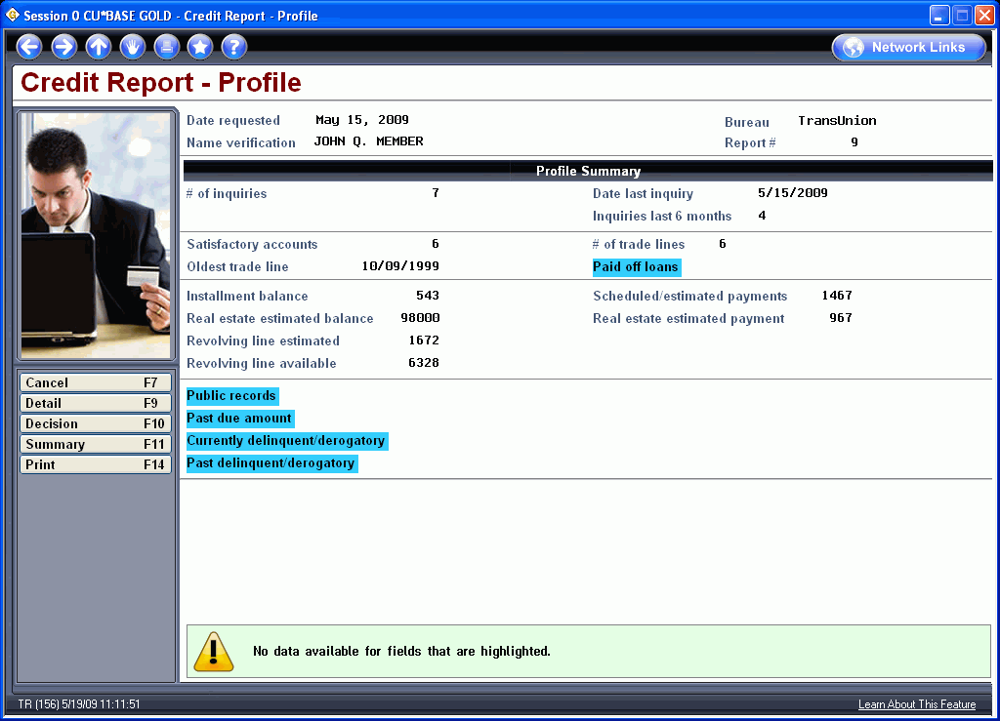 Session 0 CU*BASE GOLD - Credit Report - Profile
Network Links
Credit Report - Profile
Date requested May 15, 2009 Bureau TransUnion
Name verification JOHN Q. MEMBER Report # 9
Profile Summary
# of inquiries 7 Date last inquiry 5/15/2009
Inquiries last 6 months 4
Satisfactory accounts 6 # of trade lines 6
Oldest trade line 10/09/1999 Paid off loans
Installment balance 543 Scheduled/estimated payments 1467
Real estate estimated balance 98000 Real estate estimated payment 967
Revolving line estimated 1672
Revolving line available 6328
Cancel F7
Detail F9
Decision F10
Summary F11
Print F14
Public records
Past due amount
Currently delinquent/derogatory
Past delinquent/derogatory
No data available for fields that are highlighted.
TR (156) 5/19/09 11:11:51 Learn About This Feature